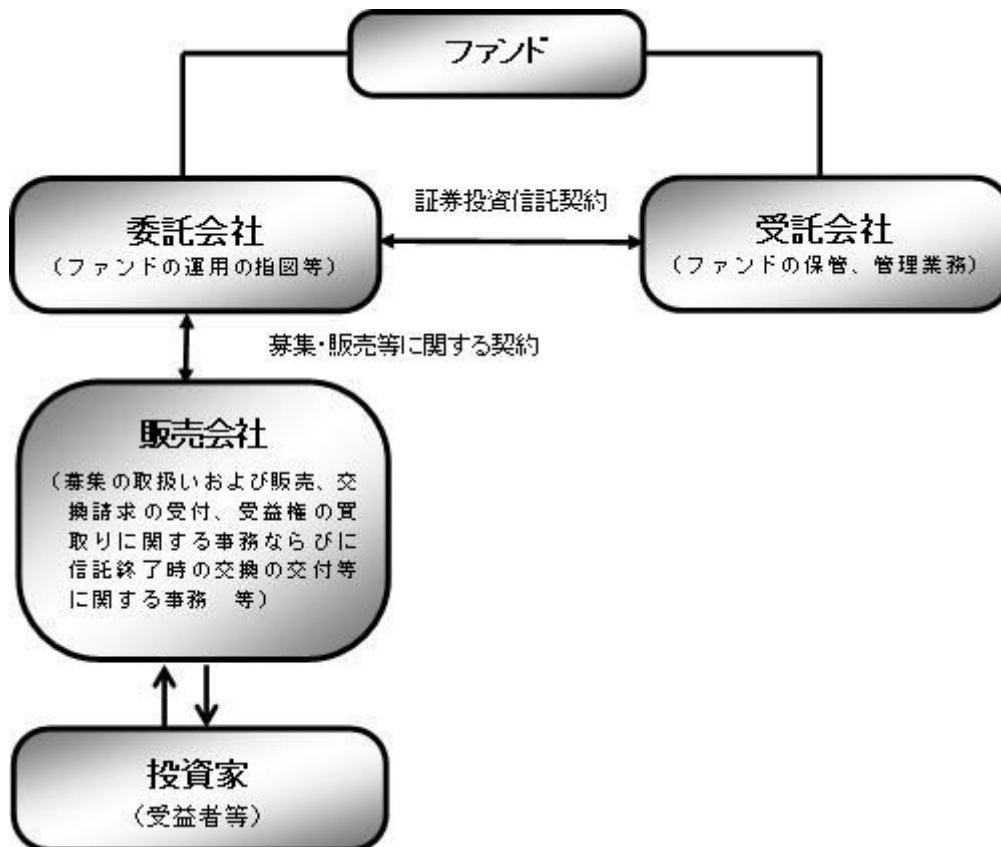 ファンド
証券投資信託契約
委託会社
(ファンドの運用の指図等)
受託会社
(ファンドの保管、管理業務)
募集・販売等に関する契約
販売会社
(募集の取扱いおよび販売、交
換請求の受付、受益権の買
取りに関する事務ならびに
信託終了時の交換の交付等
に関する事務　等)
投資家
(受益者等)